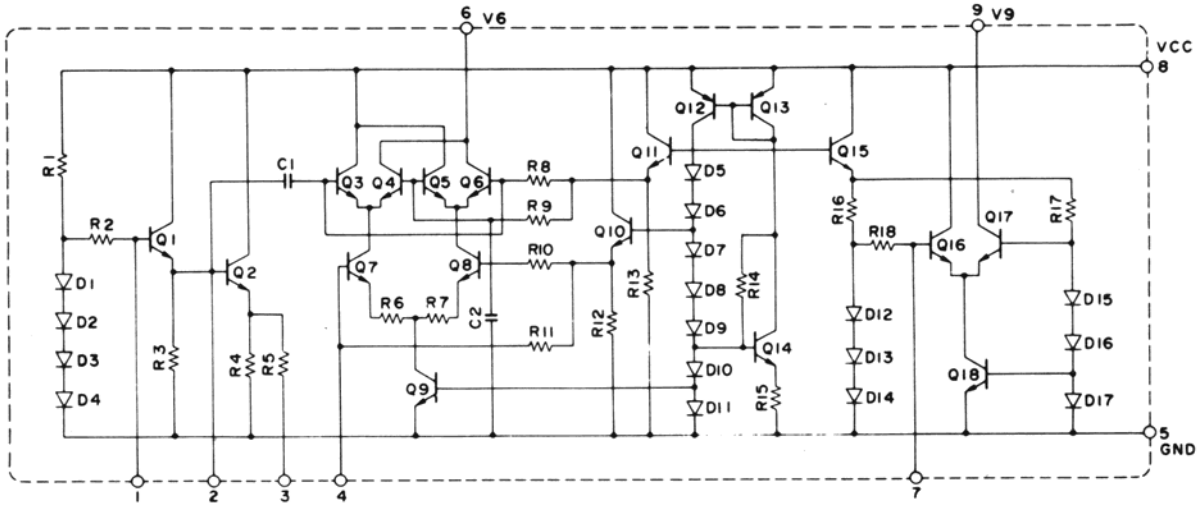 6 V6
9 V9
VCC
8
Q12
Q13
R1
C1
Q3
Q4
Q5
Q6
R8
Q11
D5
Q15
R9
D6
R16
R17
R2
Q1
Q10
R18
Q16
Q17
Q2
Q7
Q8
R10
R13
D7
R14
D1
D8
D15
R6
R7
C2
R12
D2
D9
D12
R3
R4
R5
R11
Q14
D16
D3
D10
D13
Q9
R15
Q18
D4
D11
D14
D17
5
GND
1
2
3
4
7